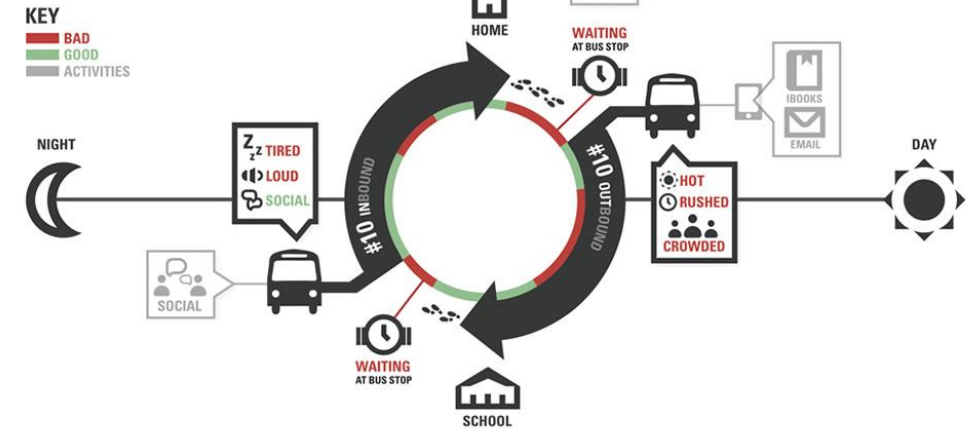 KEY
BAD
GOOD
ACTIVITIES
HOME
WAITING
AT BUS STOP
IBOOKS
EMAIL
NIGHT
DAY
Zzz TIRED
LOUD
SOCIAL
#10 INBOUND
#10 OUTBOUND
HOT
RUSHED
CROWDED
SOCIAL
WAITING
AT BUS STOP
SCHOOL